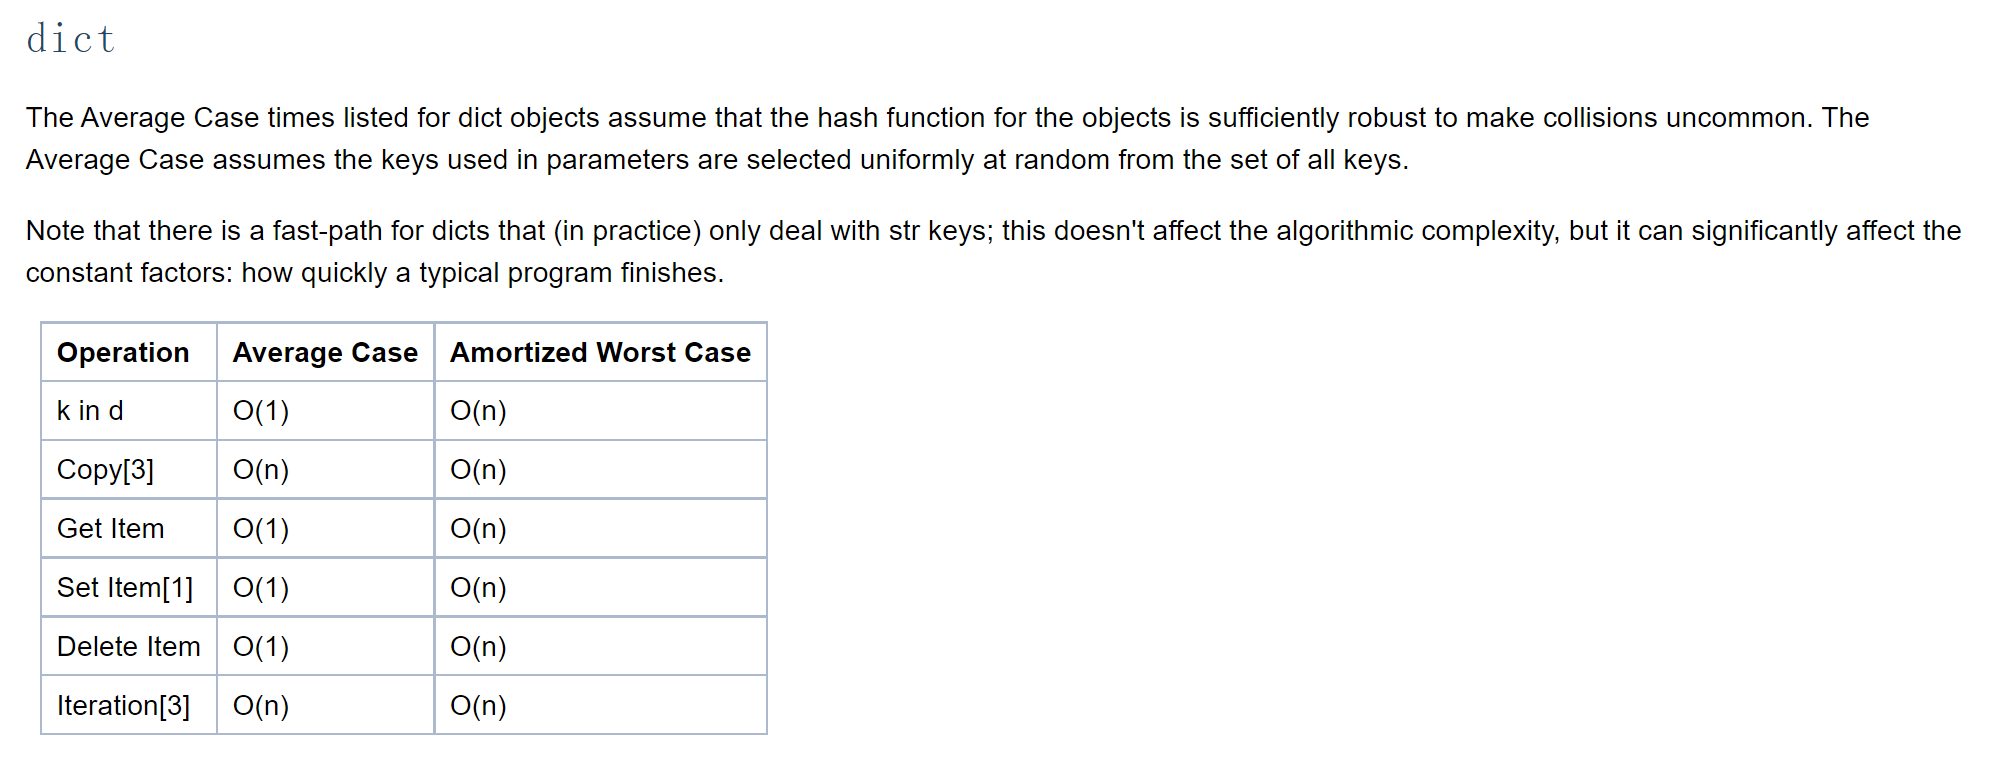 dict
The Average Case times listed for dict objects assume that the hash function for the objects is sufficiently robust to make collisions uncommon. The
Average Case assumes the keys used in parameters are selected uniformly at random from the set of all keys.
Note that there is a fast-path for dicts that (in practice) only deal with str keys; this doesn't affect the algorithmic complexity, but it can significantly affect the
constant factors: how quickly a typical program finishes.
Operation Average Case Amortized Worst Case
k in d O(1) O(n)
Copy[3] O(n) O(n)
Get Item O(1) O(n)
Set Item[1] O(1) O(n)
Delete Item O(1) O(n)
Iteration[3] O(n) O(n)